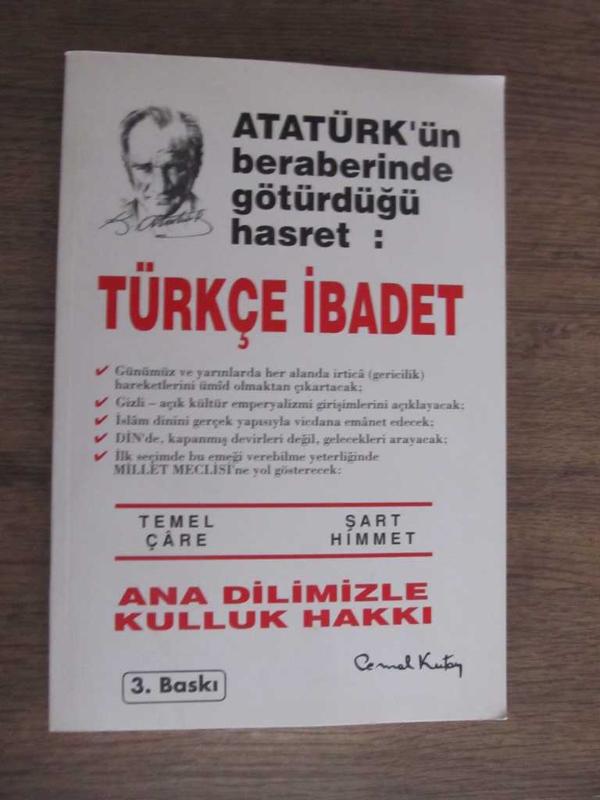 ATATÜRK'ün
beraberinde
götürdüğü
hasret :
K. Atatürk
TÜRKÇE İBADET
✔ Günümüz ve yarınlarda her alanda irticâ (gericilik)
hareketlerini ümîd olmaktan çıkartacak;
✔ Gizli – açık kültür emperyalizmi girişimlerini açıklayacak;
✔ İslâm dinini gerçek yapısıyla vicdana emânet edecek;
✔ DİN'de, kapanmış devirleri değil, gelecekleri arayacak;
✔ İlk seçimde bu emeği verebilme yeterliğinde
MİLLET MECLİSİ'ne yol gösterecek:
TEMEL ŞART
ÇÂRE HİMMET
ANA DİLİMİZLE
KULLUK HAKKI
Cemal Kutay
3. Baskı